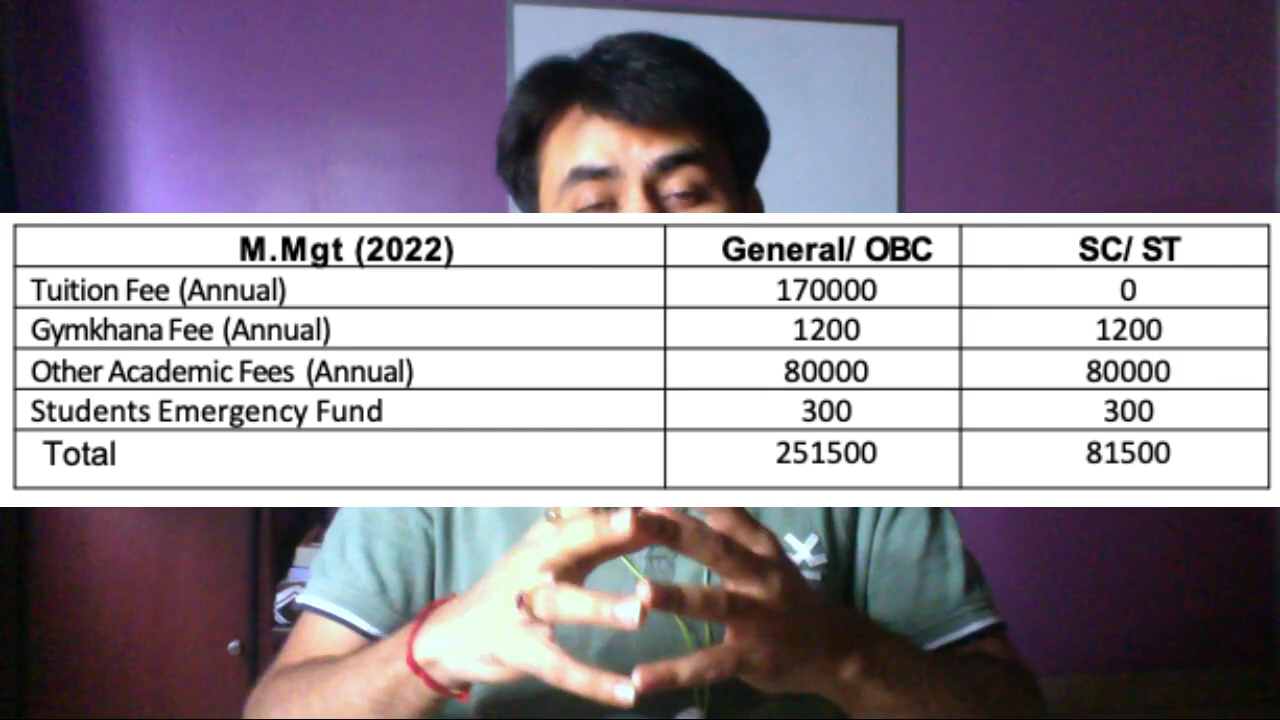 M.Mgt (2022) General/ OBC SC/ ST
Tuition Fee (Annual) 170000 0
Gymkhana Fee (Annual) 1200 1200
Other Academic Fees (Annual) 80000 80000
Students Emergency Fund 300 300
Total 251500 81500